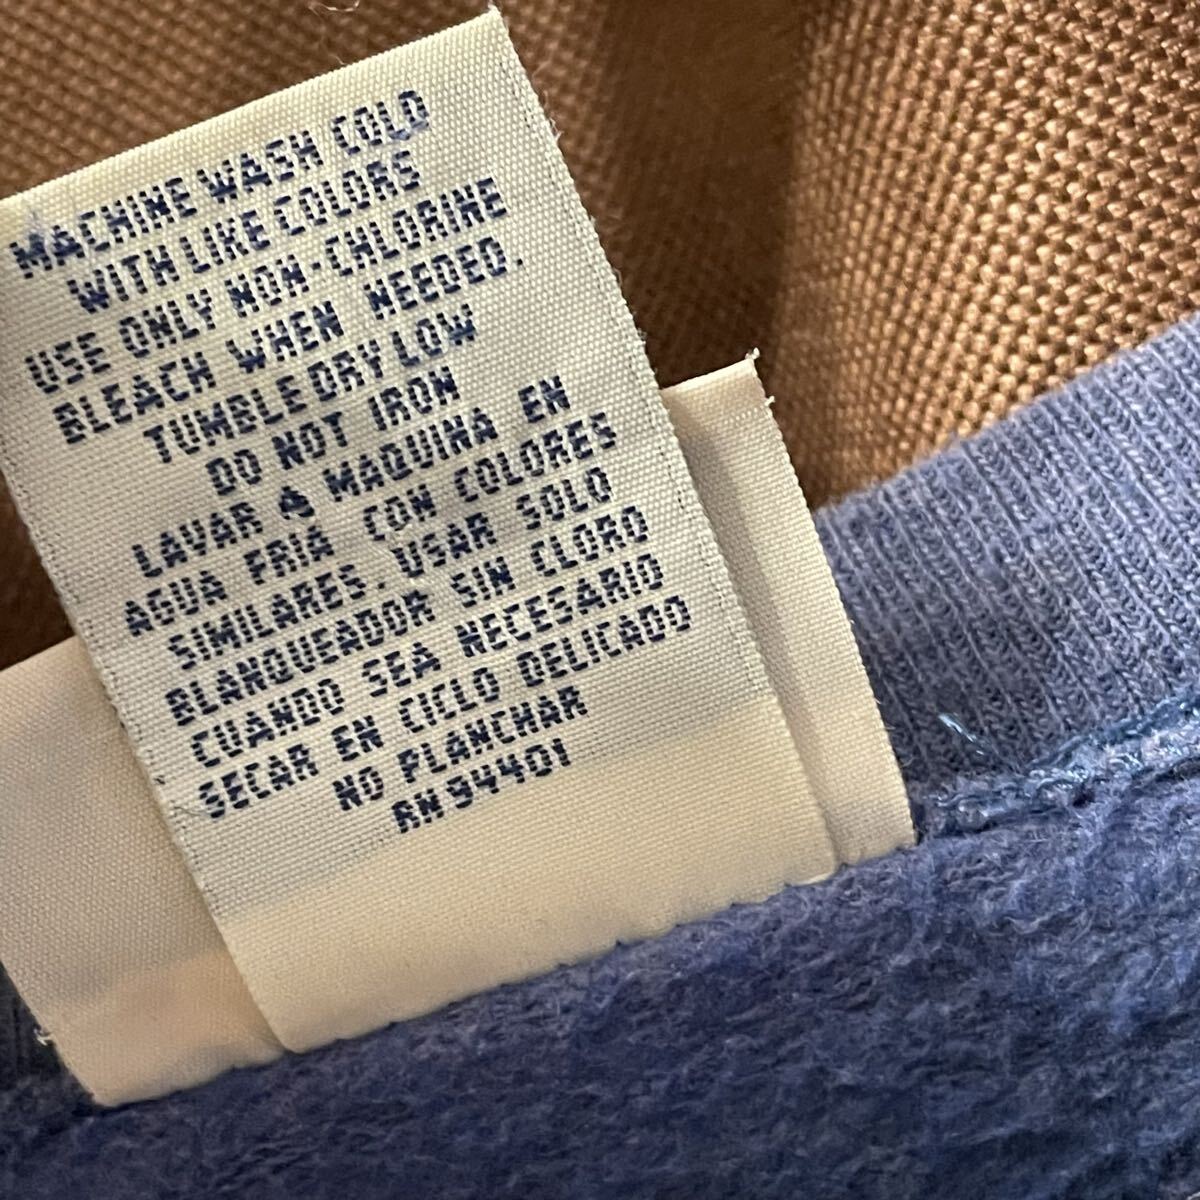 MACHINE WASH COLD
WITH LIKE COLORS
USE ONLY NON-CHLORINE
BLEACH WHEN NEEDED.
TUMBLE DRY LOW
DO NOT IRON
LAVAR A MAQUINA EN
AGUA FRIA CON COLORES
SIMILARES. USAR SOLO
BLANQUEADOR SIN CLORO
CUANDO SEA NECESARIO
SECAR EN CICLO DELICADO
NO PLANCHAR
RN 94401